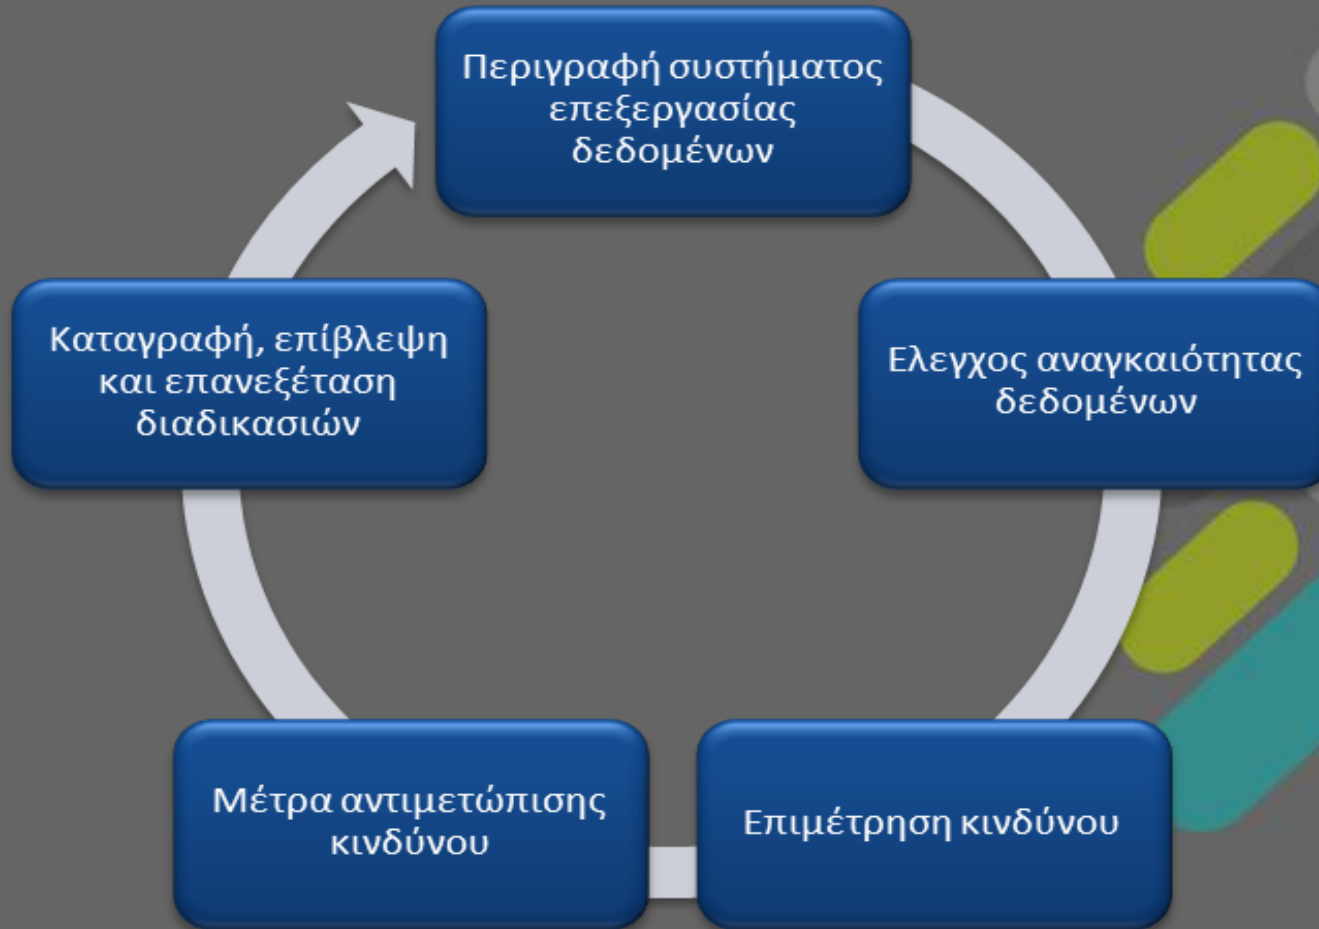 Περιγραφή συστήματος
επεξεργασίας
δεδομένων
Ελεγχος αναγκαιότητας
δεδομένων
Επιμέτρηση κινδύνου
Μέτρα αντιμετώπισης
κινδύνου
Καταγραφή, επίβλεψη
και επανεξέταση
διαδικασιών